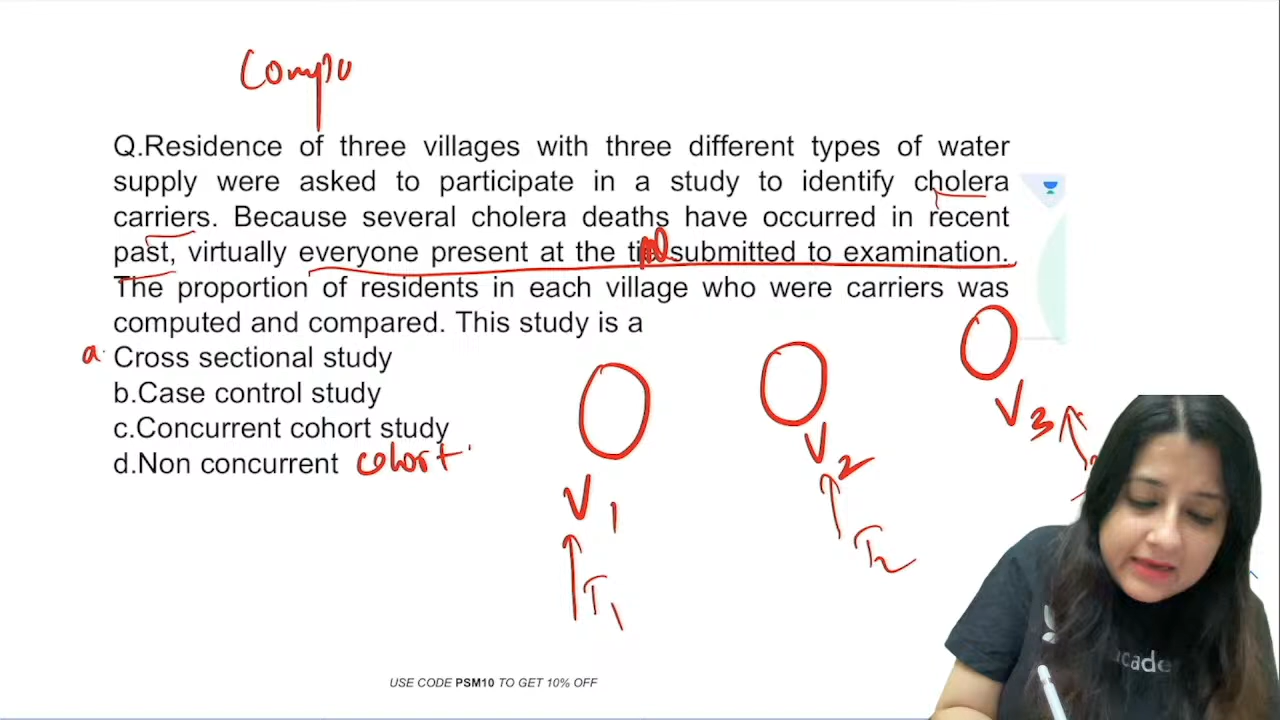 Compu
Q.Residence of three villages with three different types of water
supply were asked to participate in a study to identify cholera
carriers. Because several cholera deaths have occurred in recent
past, virtually everyone present at the submitted to examination.
The proportion of residents in each village who were carriers was
computed and compared. This study is a
a. Cross sectional study
b.Case control study
c.Concurrent cohort study
d.Non concurrent cohort.
V1
V2
V3
T1
T2
cade
USE CODE PSM10 TO GET 10% OFF